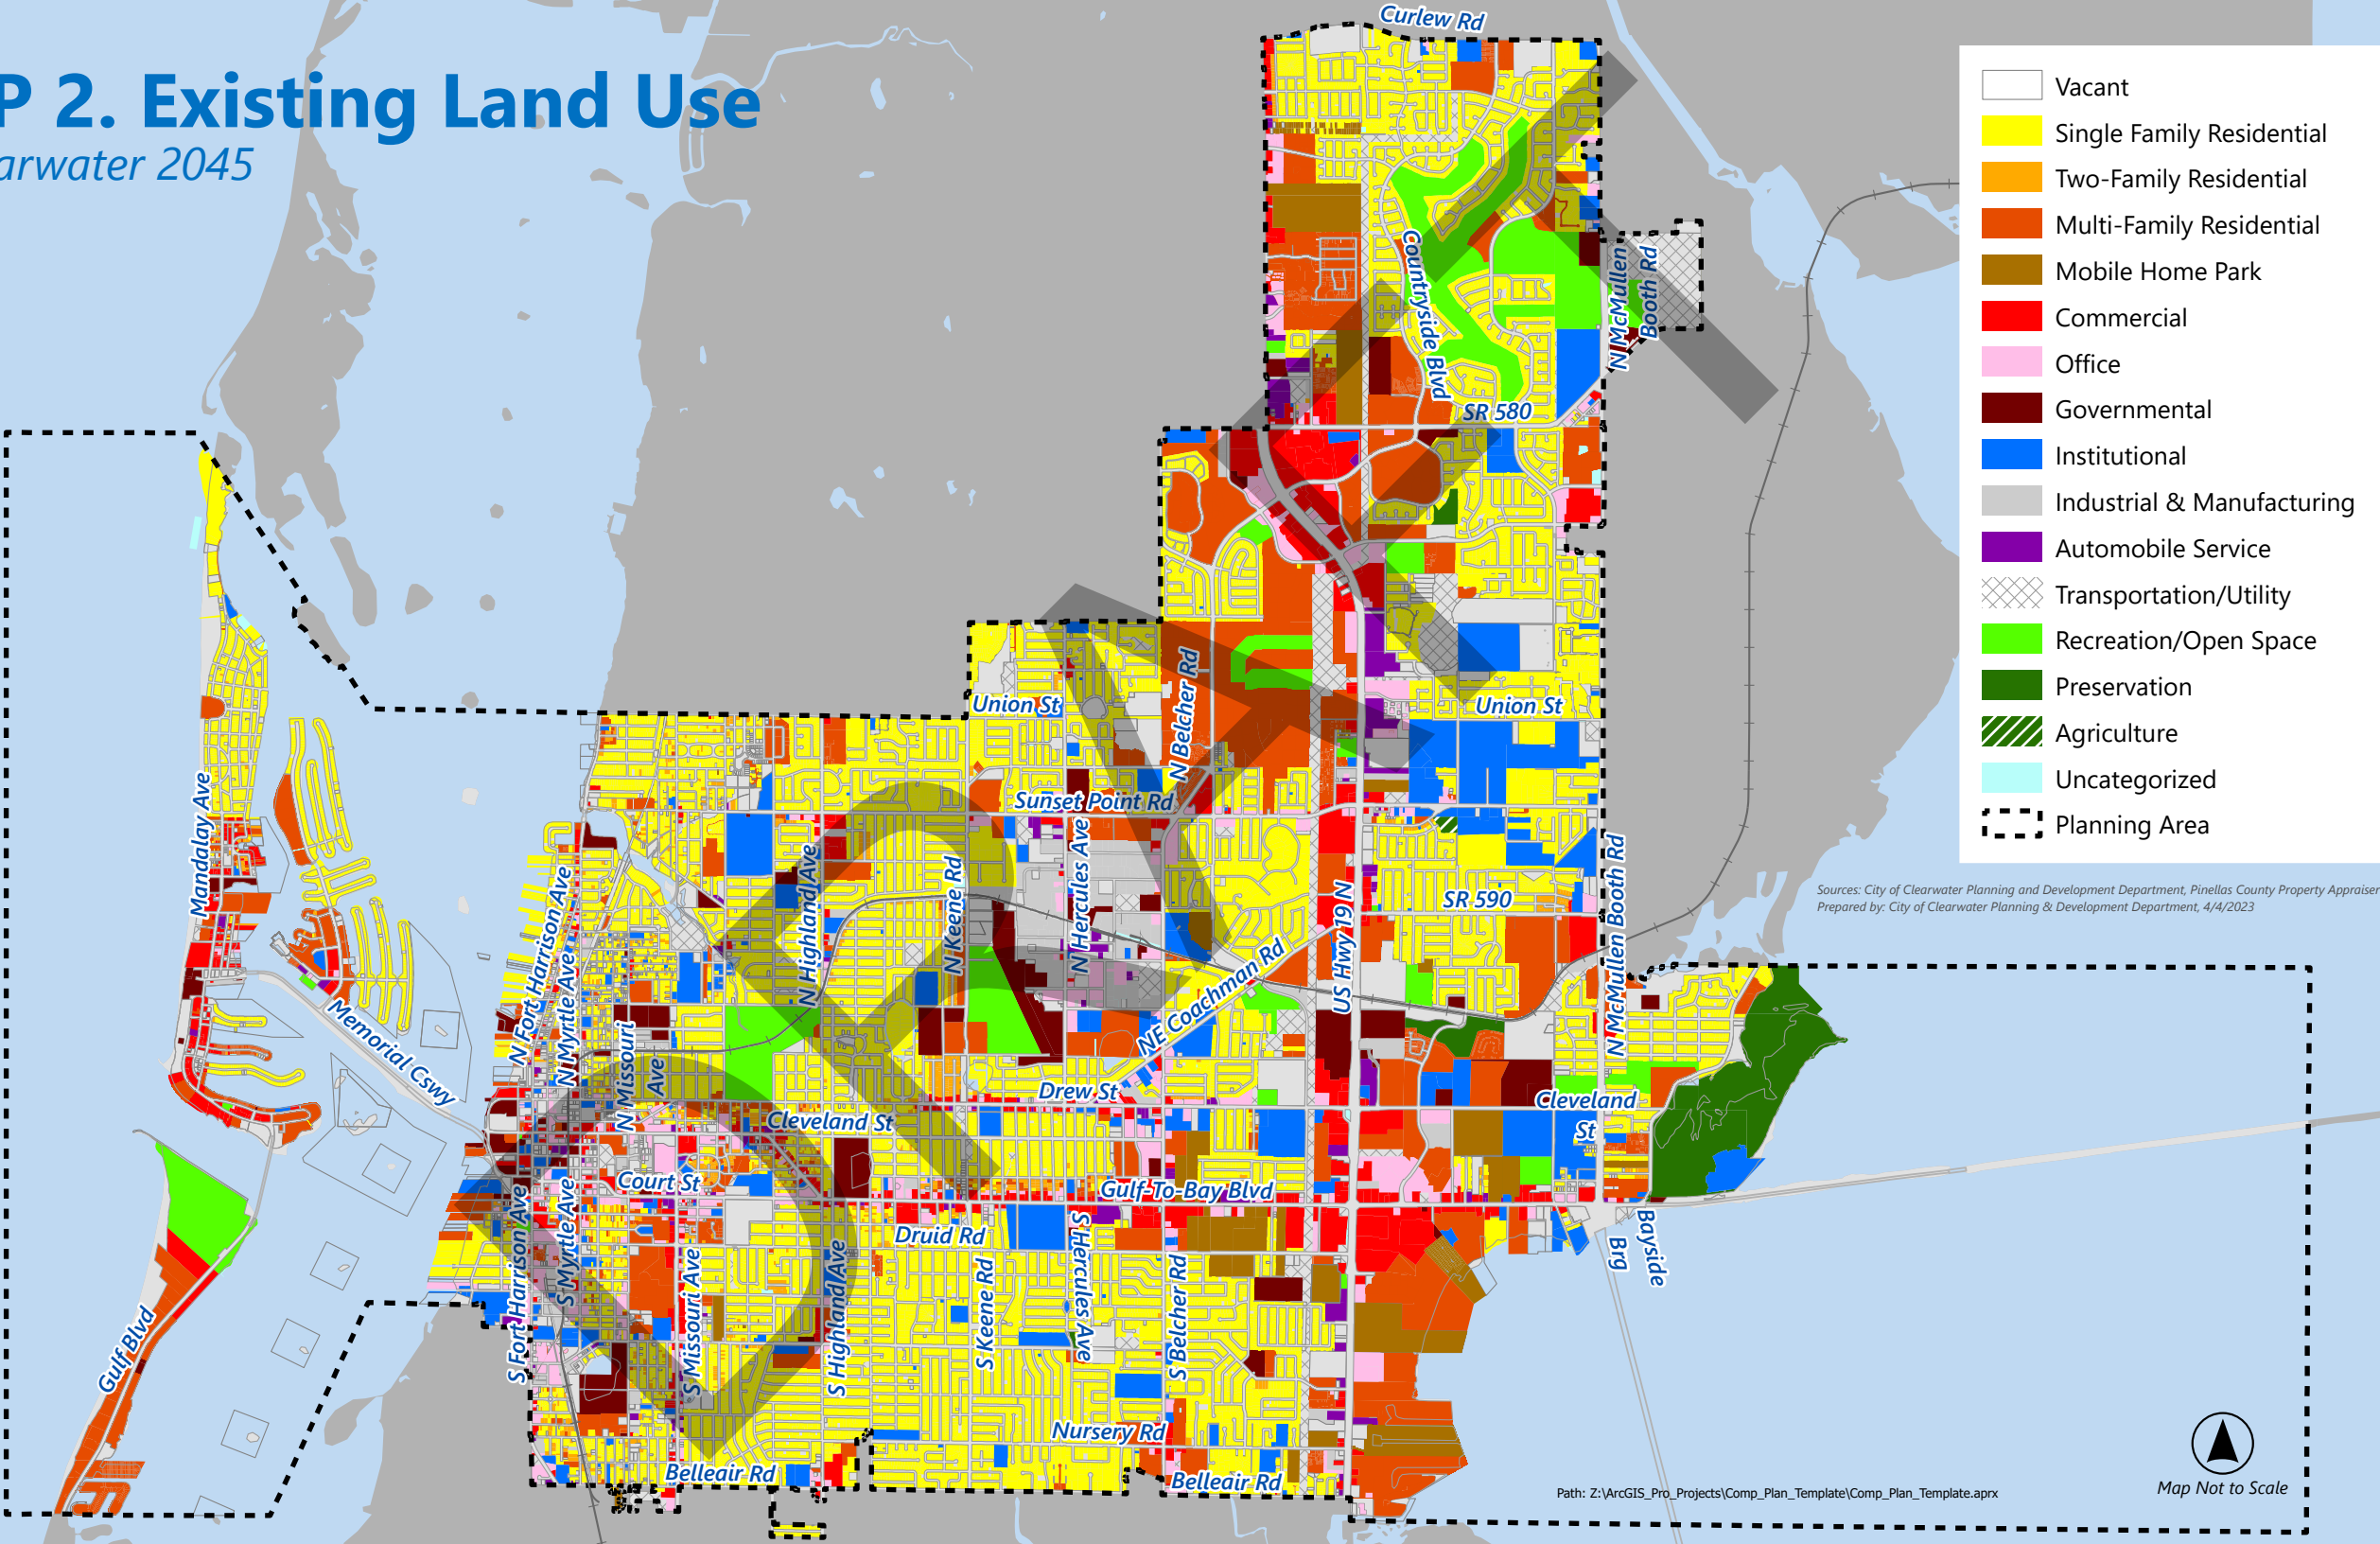 P 2. Existing Land Use
arwater 2045
Curlew Rd
Countryside Blvd
N McMullen
Booth Rd
SR 580
Union St
N Belcher Rd
Union St
Sunset Point Rd
Mandalay Ave
N Fort Harrison Ave
N Myrtle Ave
N Highland Ave
N Keene Rd
N Hercules Ave
NE Coachman Rd
US Hwy 19 N
SR 590
N McMullen Booth Rd
Memorial Cswy
N Missouri
Ave
Drew St
Cleveland St
Cleveland
St
Court St
Gulf-To-Bay Blvd
Druid Rd
S Fort Harrison Ave
S Myrtle Ave
S Missouri Ave
S Highland Ave
S Keene Rd
S Hercules Ave
S Belcher Rd
Bayside
Brg
Gulf Blvd
Nursery Rd
Belleair Rd
Belleair Rd
DRAFT
Vacant
Single Family Residential
Two-Family Residential
Multi-Family Residential
Mobile Home Park
Commercial
Office
Governmental
Institutional
Industrial & Manufacturing
Automobile Service
Transportation/Utility
Recreation/Open Space
Preservation
Agriculture
Uncategorized
Planning Area
Sources: City of Clearwater Planning and Development Department, Pinellas County Property Appraiser
Prepared by: City of Clearwater Planning & Development Department, 4/4/2023
Path: Z:\ArcGIS_Pro_Projects\Comp_Plan_Template\Comp_Plan_Template.aprx
Map Not to Scale